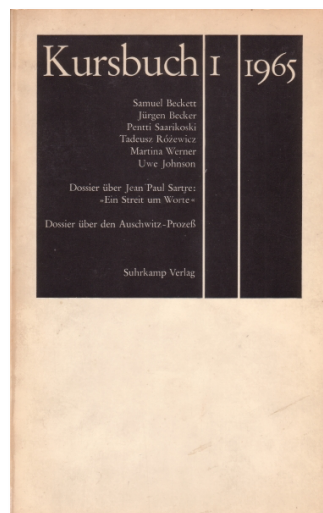 Kursbuch 1 1965
Samuel Beckett
Jürgen Becker
Pentti Saarikoski
Tadeusz Różewicz
Martina Werner
Uwe Johnson
Dossier über Jean Paul Sartre:
»Ein Streit um Worte«
Dossier über den Auschwitz-Prozeß
Suhrkamp Verlag